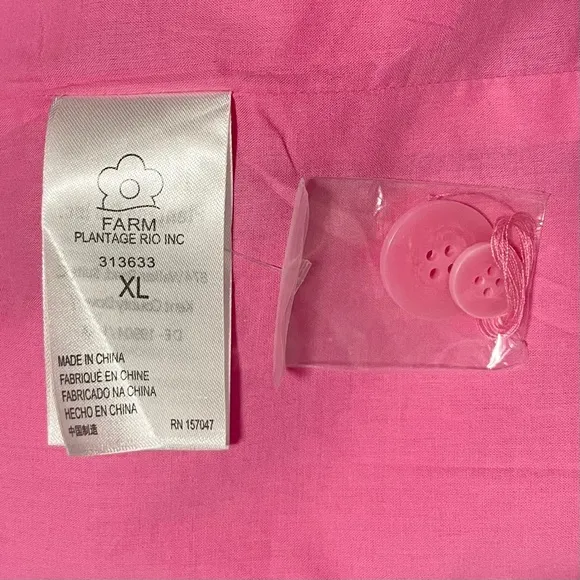 FARM
PLANTAGE RIO INC
313633
XL
MADE IN CHINA
FABRIQUÉ EN CHINE
FABRICADO NA CHINA
HECHO EN CHINA
中国制造
RN 157047